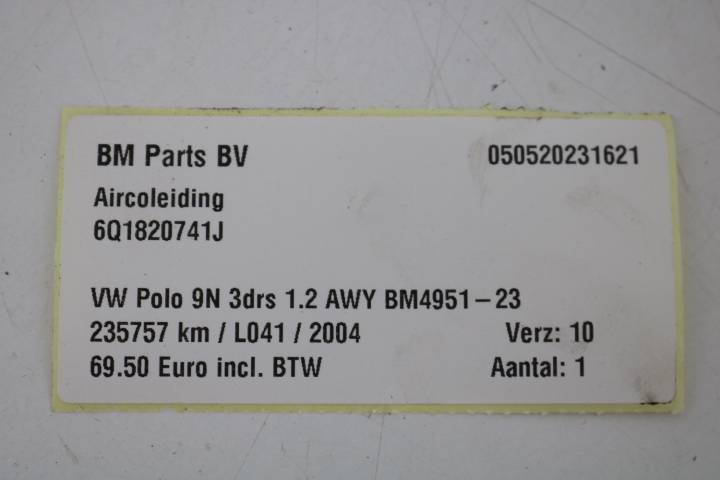 BM Parts BV 050520231621
Aircoleiding
6Q1820741J
VW Polo 9N 3drs 1.2 AWY BM4951-23
235757 km / L041 / 2004 Verz: 10
69.50 Euro incl. BTW Aantal: 1